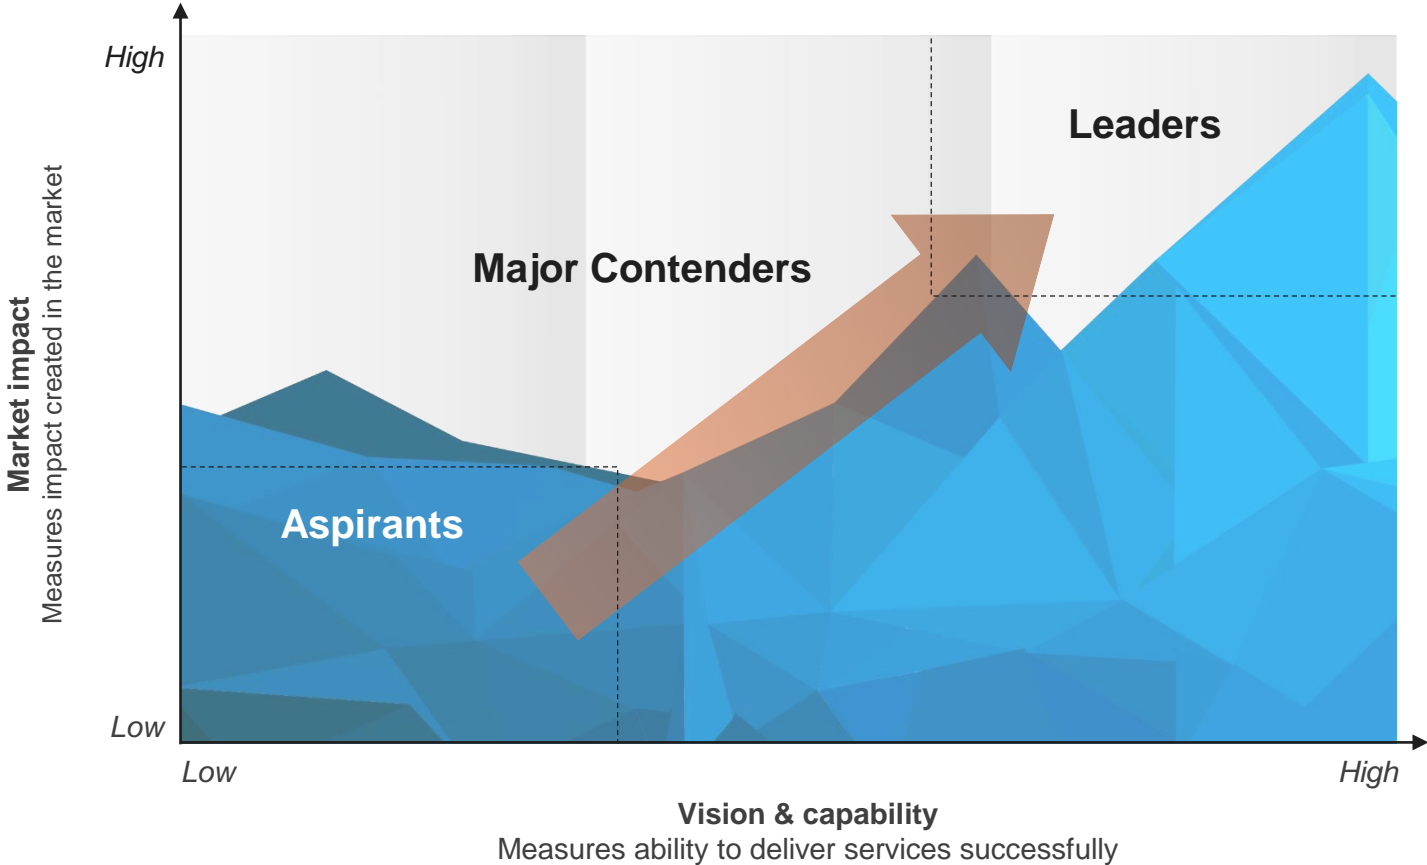 High
Leaders
Major Contenders
Market impact
Measures impact created in the market
Aspirants
Low
Low
High
Vision & capability
Measures ability to deliver services successfully